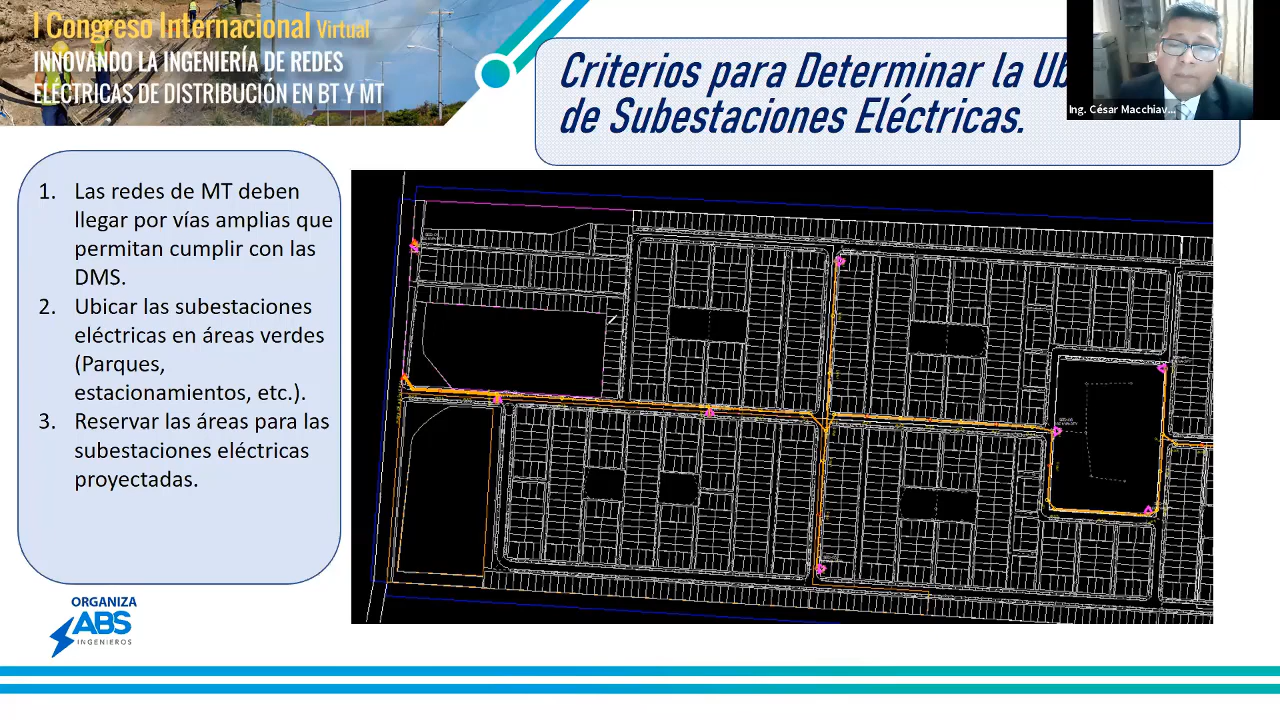 I Congreso Internacional Virtual
INNOVANDO LA INGENIERÍA DE REDES
ELÉCTRICAS DE DISTRIBUCIÓN EN BT Y MT
Criterios para Determinar la Ub
de Subestaciones Eléctricas.
Ing. César Macchiav...
1. Las redes de MT deben
llegar por vías amplias que
permitan cumplir con las
DMS.
2. Ubicar las subestaciones
eléctricas en áreas verdes
(Parques,
estacionamientos, etc.).
3. Reservar las áreas para las
subestaciones eléctricas
proyectadas.
ORGANIZA
ABS
INGENIEROS